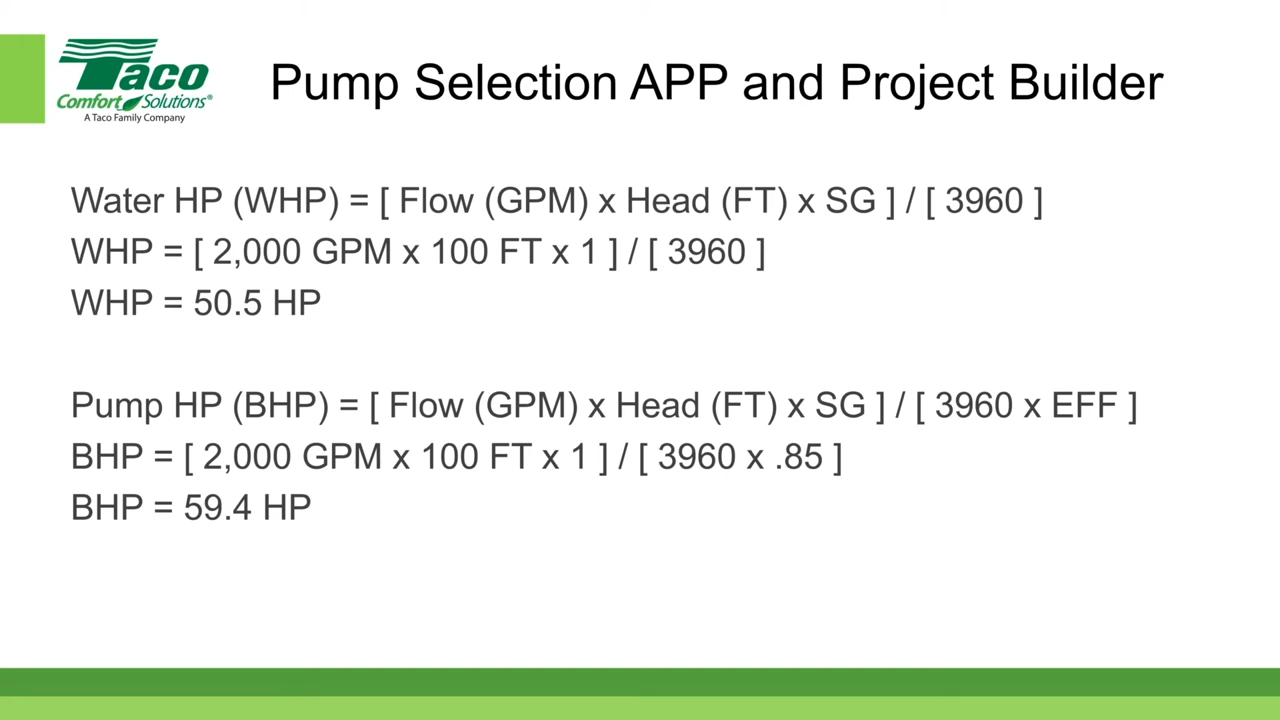 Taco
Comfort Solutions®
A Taco Family Company
Pump Selection APP and Project Builder
Water HP (WHP) = [ Flow (GPM) x Head (FT) x SG ] / [ 3960 ]
WHP = [ 2,000 GPM x 100 FT x 1 ] / [ 3960 ]
WHP = 50.5 HP
Pump HP (BHP) = [ Flow (GPM) x Head (FT) x SG ] / [ 3960 x EFF ]
BHP = [ 2,000 GPM x 100 FT x 1 ] / [ 3960 x .85 ]
BHP = 59.4 HP